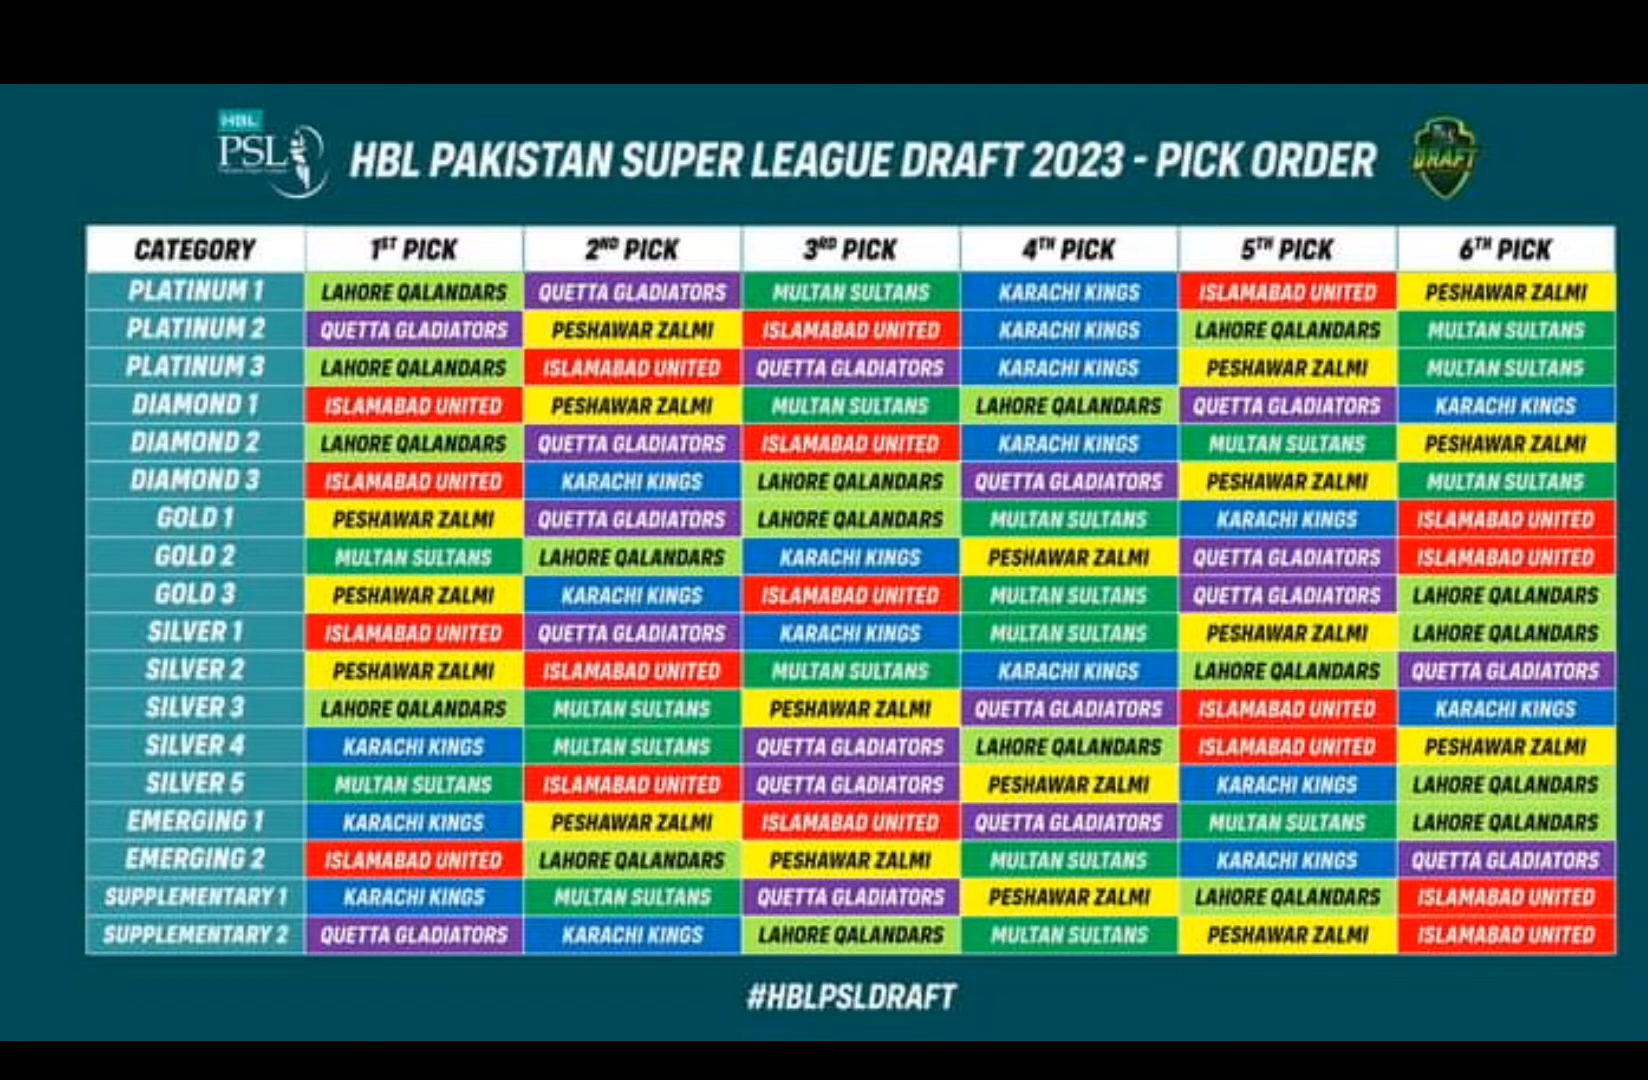 HBL
PSL
HBL PAKISTAN SUPER LEAGUE DRAFT 2023 - PICK ORDER
DRAFT
CATEGORY 1ST PICK 2ND PICK 3RD PICK 4TH PICK 5TH PICK 6TH PICK
PLATINUM 1 LAHORE QALANDARS QUETTA GLADIATORS MULTAN SULTANS KARACHI KINGS ISLAMABAD UNITED PESHAWAR ZALMI
PLATINUM 2 QUETTA GLADIATORS PESHAWAR ZALMI ISLAMABAD UNITED KARACHI KINGS LAHORE QALANDARS MULTAN SULTANS
PLATINUM 3 LAHORE QALANDARS ISLAMABAD UNITED QUETTA GLADIATORS KARACHI KINGS PESHAWAR ZALMI MULTAN SULTANS
DIAMOND 1 ISLAMABAD UNITED PESHAWAR ZALMI MULTAN SULTANS LAHORE QALANDARS QUETTA GLADIATORS KARACHI KINGS
DIAMOND 2 LAHORE QALANDARS QUETTA GLADIATORS ISLAMABAD UNITED KARACHI KINGS MULTAN SULTANS PESHAWAR ZALMI
DIAMOND 3 ISLAMABAD UNITED KARACHI KINGS LAHORE QALANDARS QUETTA GLADIATORS PESHAWAR ZALMI MULTAN SULTANS
GOLD 1 PESHAWAR ZALMI QUETTA GLADIATORS LAHORE QALANDARS MULTAN SULTANS KARACHI KINGS ISLAMABAD UNITED
GOLD 2 MULTAN SULTANS LAHORE QALANDARS KARACHI KINGS PESHAWAR ZALMI QUETTA GLADIATORS ISLAMABAD UNITED
GOLD 3 PESHAWAR ZALMI KARACHI KINGS ISLAMABAD UNITED MULTAN SULTANS QUETTA GLADIATORS LAHORE QALANDARS
SILVER 1 ISLAMABAD UNITED QUETTA GLADIATORS KARACHI KINGS MULTAN SULTANS PESHAWAR ZALMI LAHORE QALANDARS
SILVER 2 PESHAWAR ZALMI ISLAMABAD UNITED MULTAN SULTANS KARACHI KINGS LAHORE QALANDARS QUETTA GLADIATORS
SILVER 3 LAHORE QALANDARS MULTAN SULTANS PESHAWAR ZALMI QUETTA GLADIATORS ISLAMABAD UNITED KARACHI KINGS
SILVER 4 KARACHI KINGS MULTAN SULTANS QUETTA GLADIATORS LAHORE QALANDARS ISLAMABAD UNITED PESHAWAR ZALMI
SILVER 5 MULTAN SULTANS ISLAMABAD UNITED QUETTA GLADIATORS PESHAWAR ZALMI KARACHI KINGS LAHORE QALANDARS
EMERGING 1 KARACHI KINGS PESHAWAR ZALMI ISLAMABAD UNITED QUETTA GLADIATORS MULTAN SULTANS LAHORE QALANDARS
EMERGING 2 ISLAMABAD UNITED LAHORE QALANDARS PESHAWAR ZALMI MULTAN SULTANS KARACHI KINGS QUETTA GLADIATORS
SUPPLEMENTARY 1 KARACHI KINGS MULTAN SULTANS QUETTA GLADIATORS PESHAWAR ZALMI LAHORE QALANDARS ISLAMABAD UNITED
SUPPLEMENTARY 2 QUETTA GLADIATORS KARACHI KINGS LAHORE QALANDARS MULTAN SULTANS PESHAWAR ZALMI ISLAMABAD UNITED
#HBLPSLDRAFT